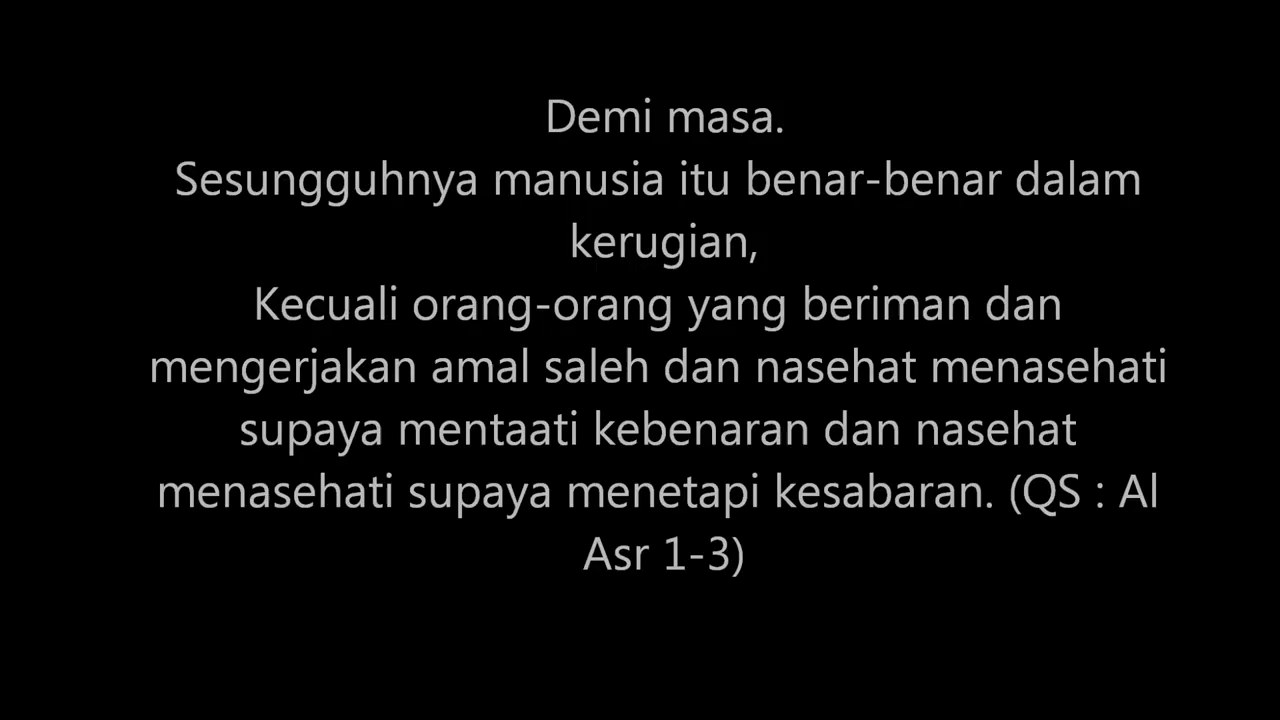 Demi masa.
Sesungguhnya manusia itu benar-benar dalam
kerugian,
Kecuali orang-orang yang beriman dan
mengerjakan amal saleh dan nasehat menasehati
supaya mentaati kebenaran dan nasehat
menasehati supaya menetapi kesabaran. (QS : Al
Asr 1-3)